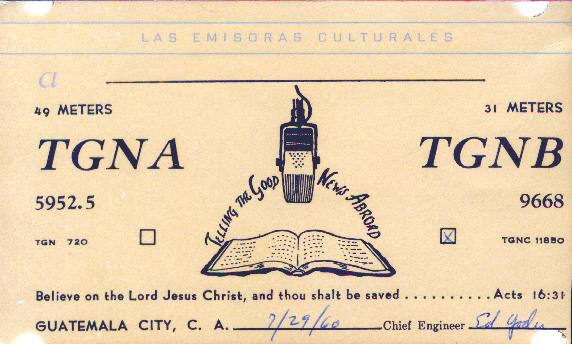 LAS EMISORAS CULTURALES
a
49 METERS
31 METERS
TGNA
TGNB
5952.5
9668
TGN 720
TGNC 11850
TELLING THE GOOD NEWS ABROAD
Believe on the Lord Jesus Christ, and thou shalt be saved . . . . . . . . . . Acts 16:31
GUATEMALA CITY, C. A. 7/29/60 Chief Engineer Ed Yoder